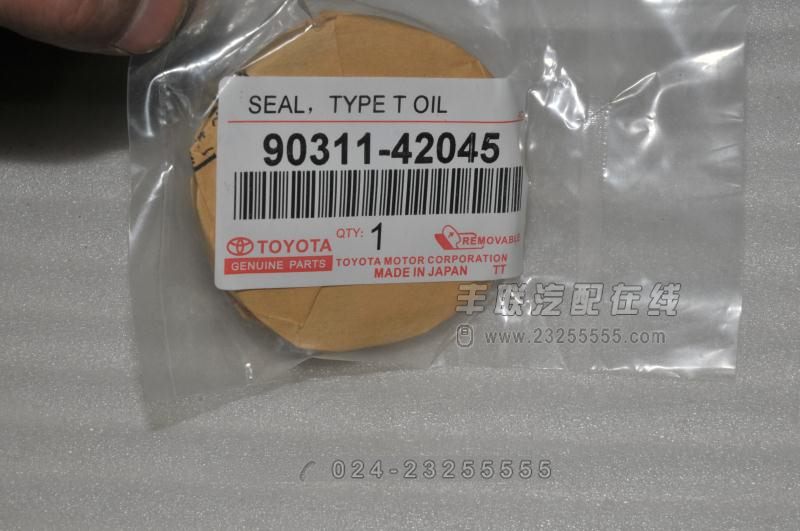 SEAL, TYPE T OIL
90311-42045
QTY: 1
TOYOTA
GENUINE PARTS
REMOVABLE
TOYOTA MOTOR CORPORATION
MADE IN JAPAN TT
丰联汽配在线
www.23255555.com
024-23255555